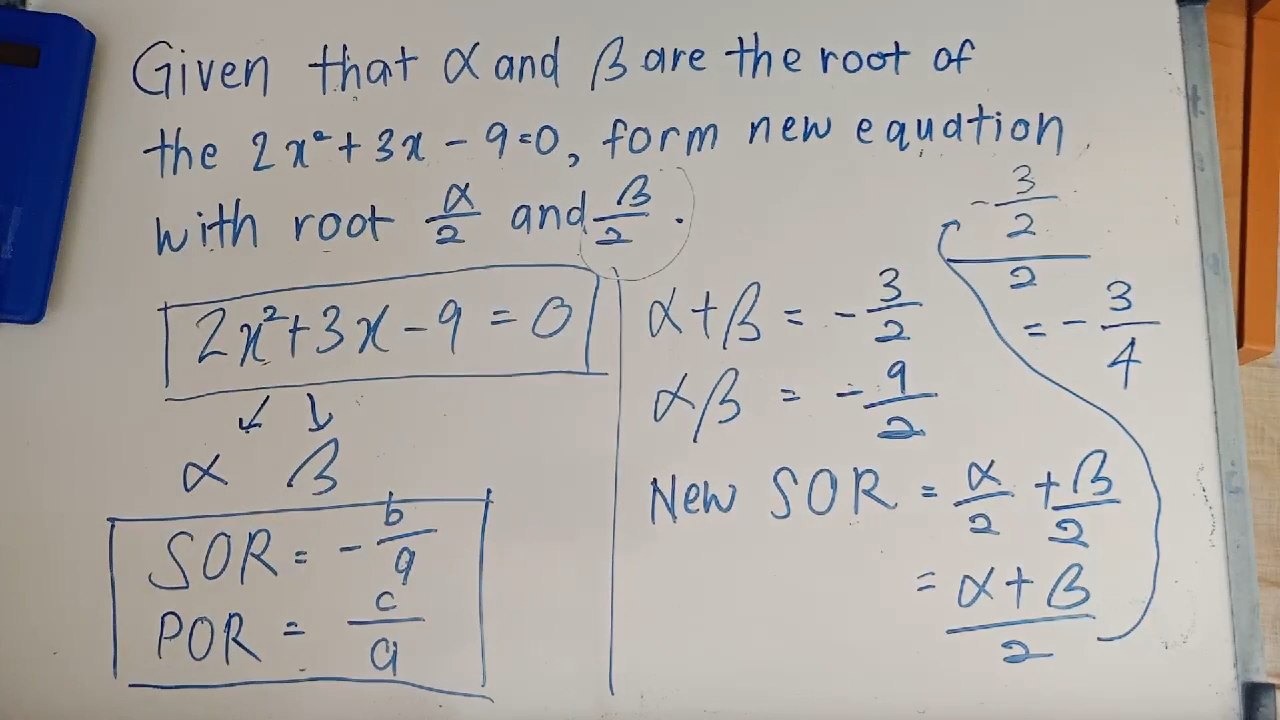 Given that α and β are the root of
the 2x²+3x-9=0, form new equation
with root α/2 and β/2.
2x²+3x-9=0
α β
SOR = -b/a
POR = c/a
α+β = -3/2
αβ = -9/2
New SOR = α/2 + β/2
= (α+β)/2
(-3/2)/2
= -3/4